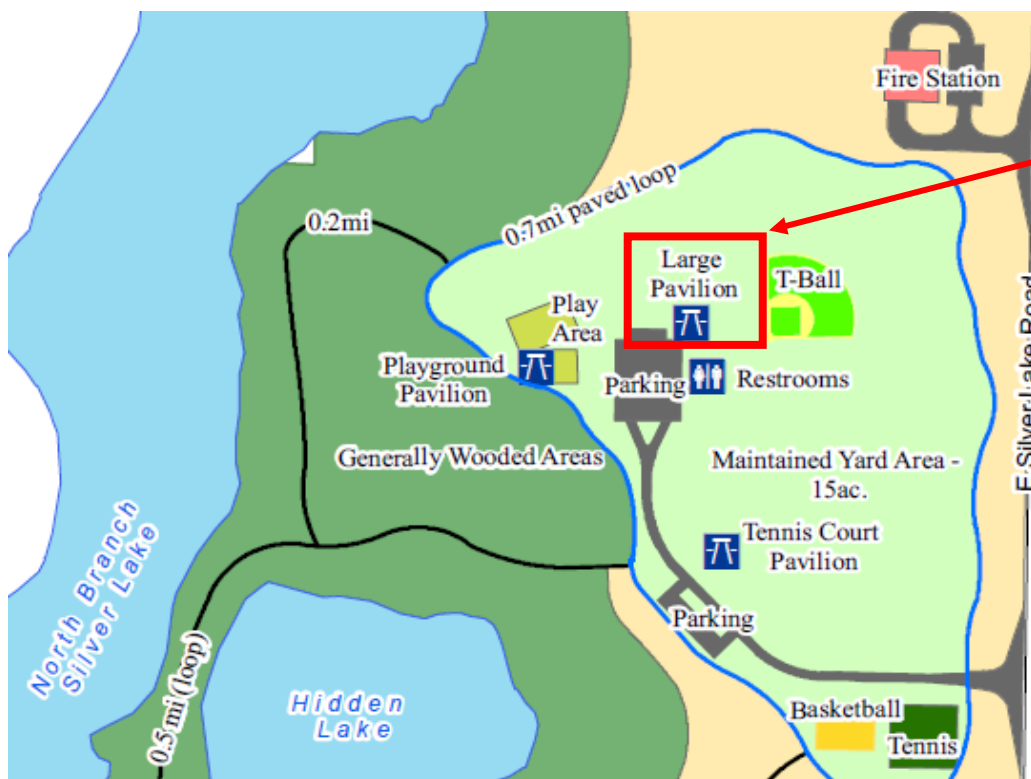 Fire Station
0.7mi paved loop
0.2mi
Large
Pavilion
T-Ball
Play
Area
Playground
Pavilion
Parking
Restrooms
E Silver Lake Road
Generally Wooded Areas
Maintained Yard Area -
15ac.
Tennis Court
Pavilion
North Branch
Silver Lake
Parking
0.5 mi (loop)
Hidden
Lake
Basketball
Tennis